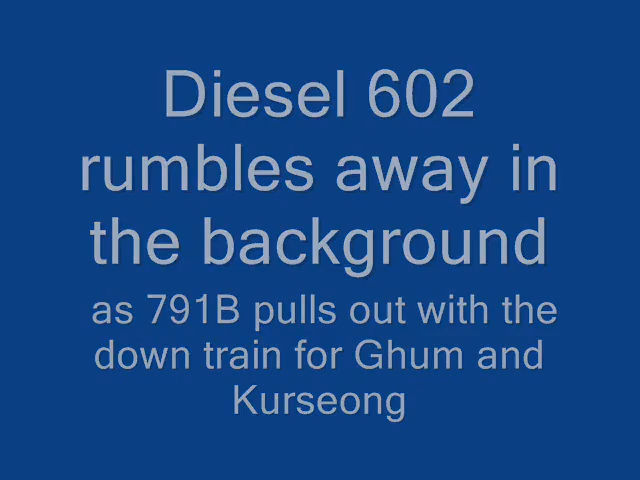 Diesel 602
rumbles away in
the background
as 791B pulls out with the
down train for Ghum and
Kurseong